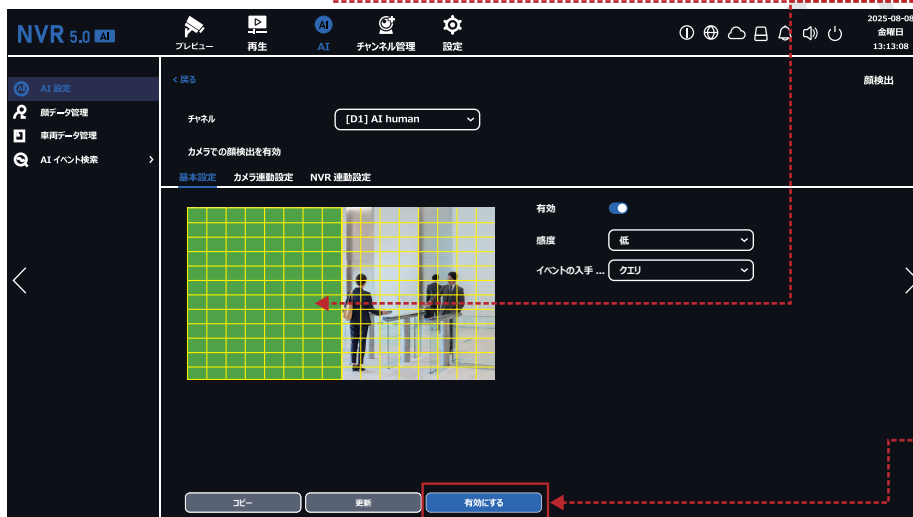 NVR 5.0 AI
プレビュー
再生
AI
AI
チャンネル管理
設定
2025-08-08
金曜日
13:13:08
AI
AI 設定
顔データ管理
車両データ管理
AI イベント検索
< 戻る
顔検出
チャネル
[D1] AI human
カメラでの顔検出を有効
基本設定
カメラ連動設定
NVR 連動設定
有効
感度
低
イベントの入手 ...
クエリ
コピー
更新
有効にする